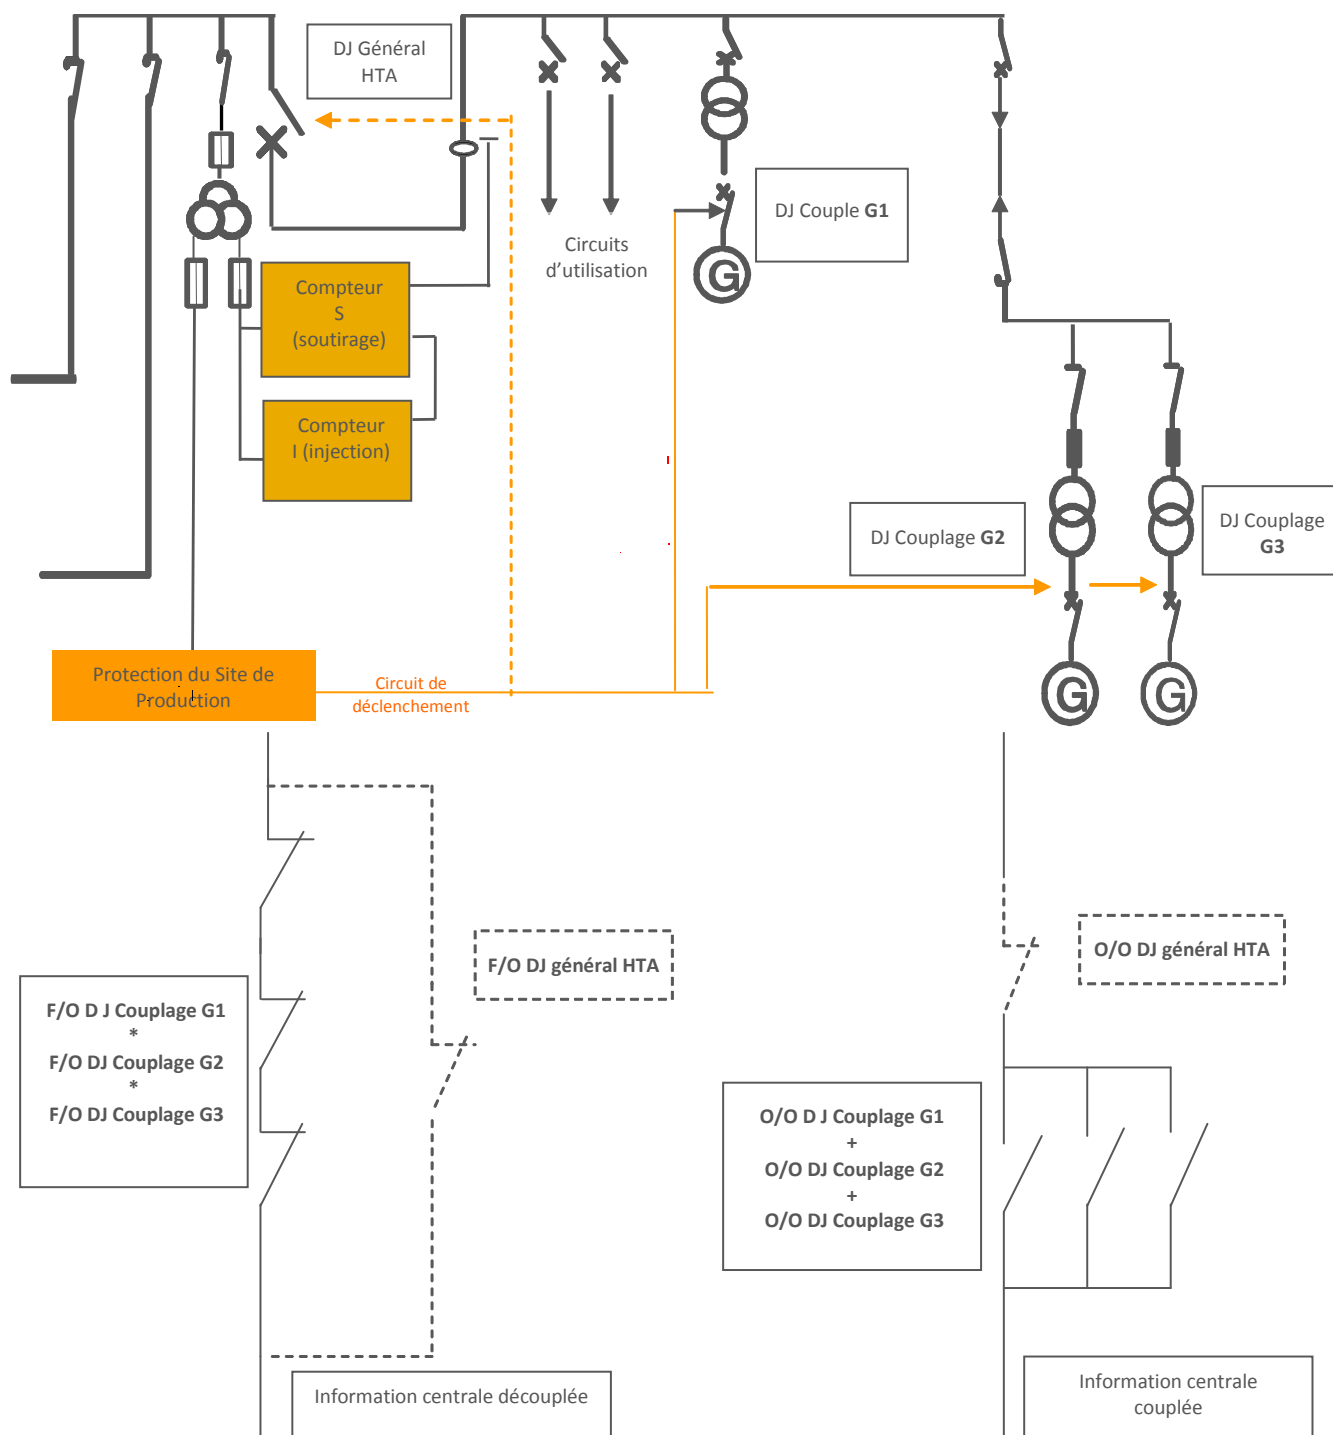 DJ Général
HTA
DJ Couple G1
Circuits
d’utilisation
G
Compteur
S
(soutirage)
Compteur
I (injection)
DJ Couplage G2
DJ Couplage
G3
G
G
Protection du Site de
Production
Circuit de
déclenchement
F/O DJ général HTA
O/O DJ général HTA
F/O D J Couplage G1
*
F/O DJ Couplage G2
*
F/O DJ Couplage G3
O/O D J Couplage G1
+
O/O DJ Couplage G2
+
O/O DJ Couplage G3
Information centrale découplée
Information centrale
couplée